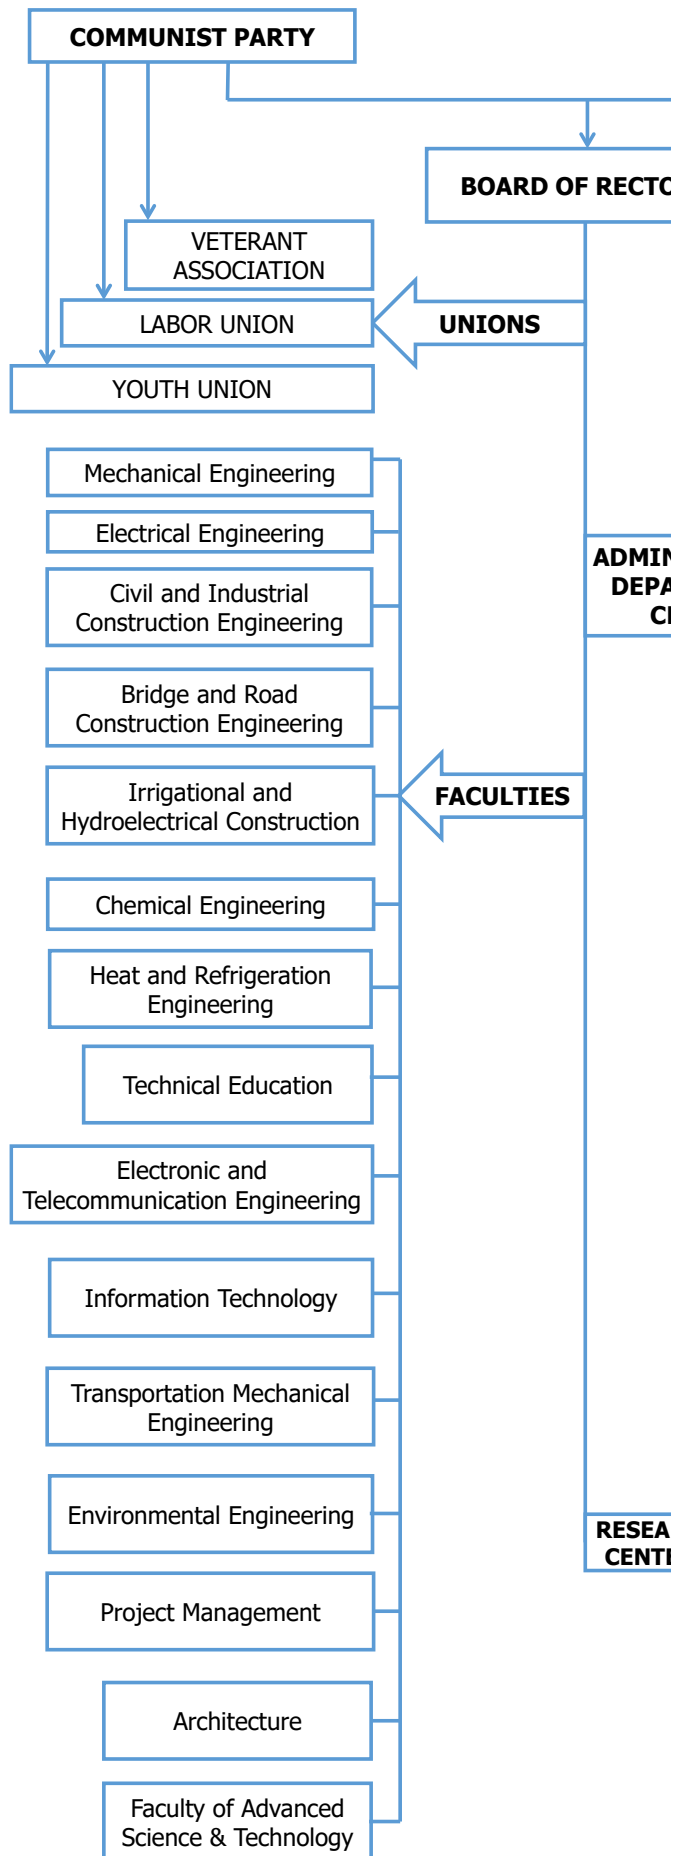 COMMUNIST PARTY
BOARD OF RECTO
VETERANT
ASSOCIATION
LABOR UNION
UNIONS
YOUTH UNION
Mechanical Engineering
Electrical Engineering
Civil and Industrial
Construction Engineering
ADMIN
DEPA
CE
Bridge and Road
Construction Engineering
Irrigational and
Hydroelectrical Construction
FACULTIES
Chemical Engineering
Heat and Refrigeration
Engineering
Technical Education
Electronic and
Telecommunication Engineering
Information Technology
Transportation Mechanical
Engineering
Environmental Engineering
RESEA
CENTE
Project Management
Architecture
Faculty of Advanced
Science & Technology